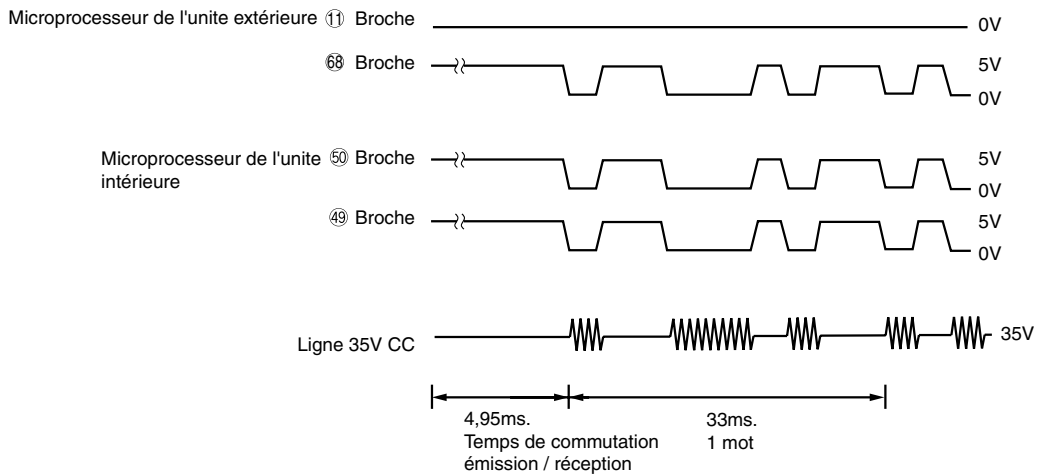 Microprocesseur de l'unite extérieure ⑪ Broche 0V
68 Broche 5V
0V
Microprocesseur de l'unite intérieure ㊿ Broche 5V
0V
㊾ Broche 5V
0V
Ligne 35V CC 35V
4,95ms. 33ms.
Temps de commutation 1 mot
émission / réception